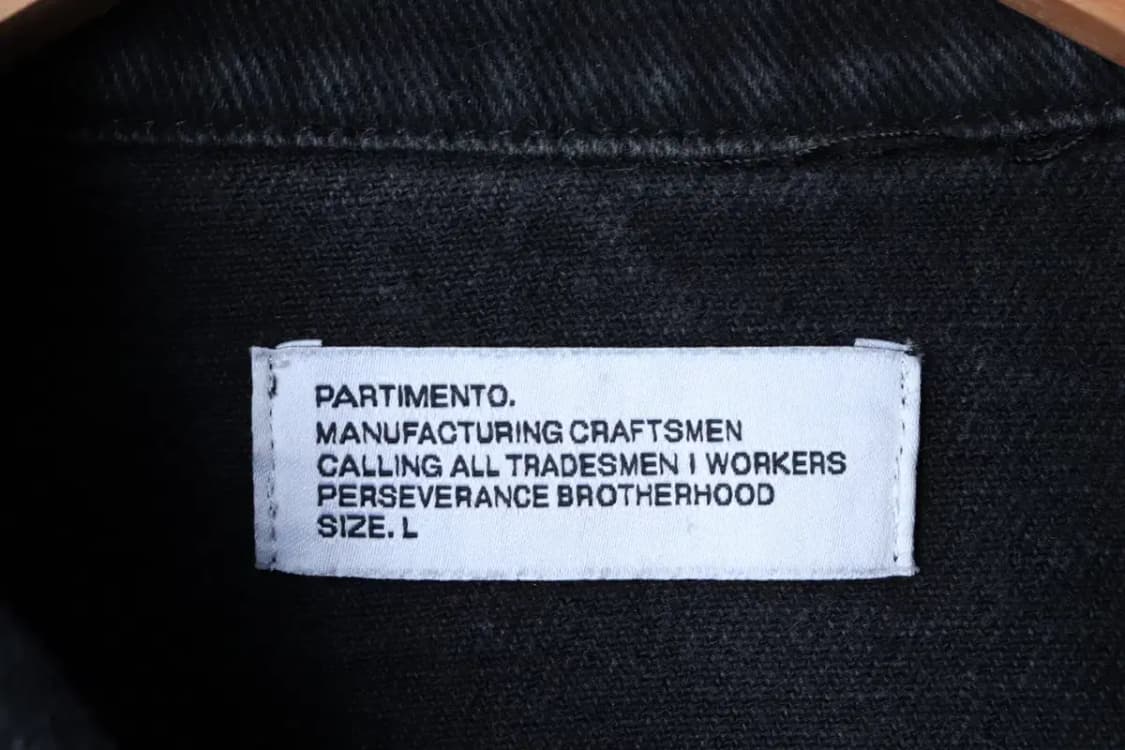 PARTIMENTO.
MANUFACTURING CRAFTSMEN
CALLING ALL TRADESMEN | WORKERS
PERSEVERANCE BROTHERHOOD
SIZE. L